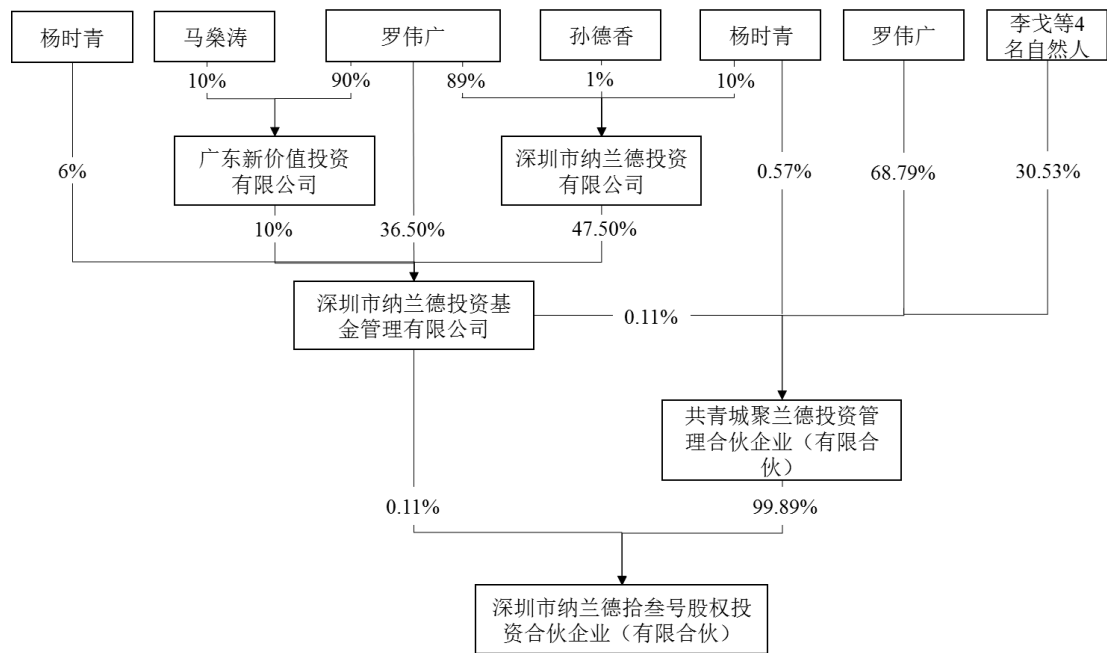 杨时青
马燊涛
罗伟广
孙德香
杨时青
罗伟广
李戈等4
名自然人
10%
90%
89%
1%
10%
广东新价值投资
有限公司
深圳市纳兰德投资
有限公司
6%
0.57%
68.79%
30.53%
10%
36.50%
47.50%
深圳市纳兰德投资基
金管理有限公司
0.11%
共青城聚兰德投资管
理合伙企业（有限合
伙）
0.11%
99.89%
深圳市纳兰德拾叁号股权投
资合伙企业（有限合伙）